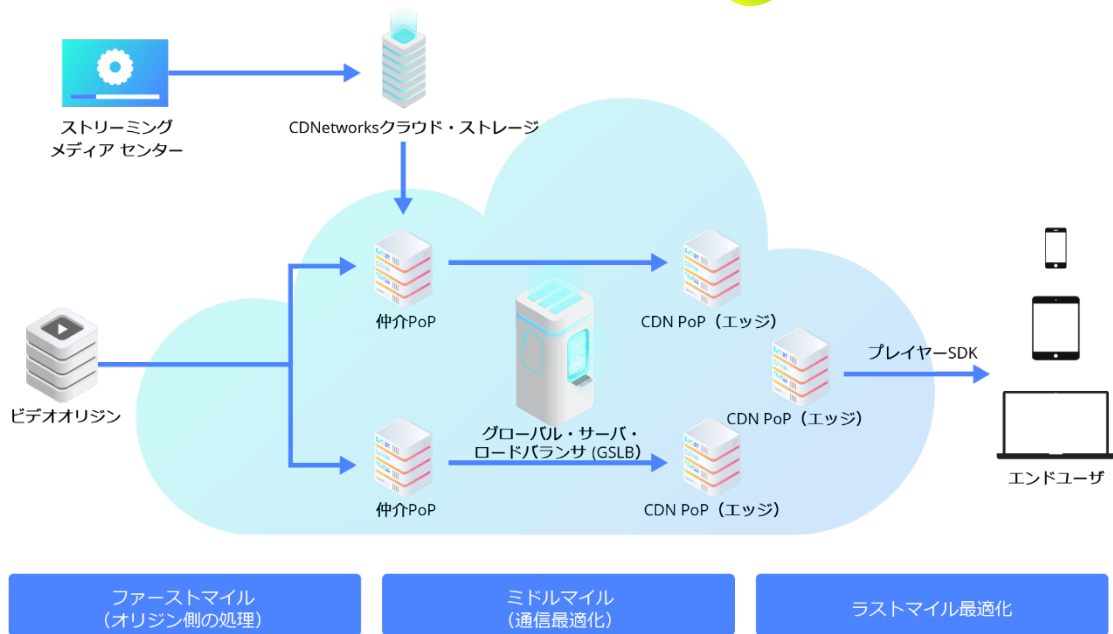 ストリーミング
メディア センター
CDNetworksクラウド・ストレージ
仲介PoP
CDN PoP（エッジ）
プレイヤーSDK
ビデオオリジン
グローバル・サーバ・
ロードバランサ (GSLB)
CDN PoP（エッジ）
エンドユーザ
仲介PoP
CDN PoP（エッジ）
ファーストマイル
（オリジン側の処理）
ミドルマイル
（通信最適化）
ラストマイル最適化